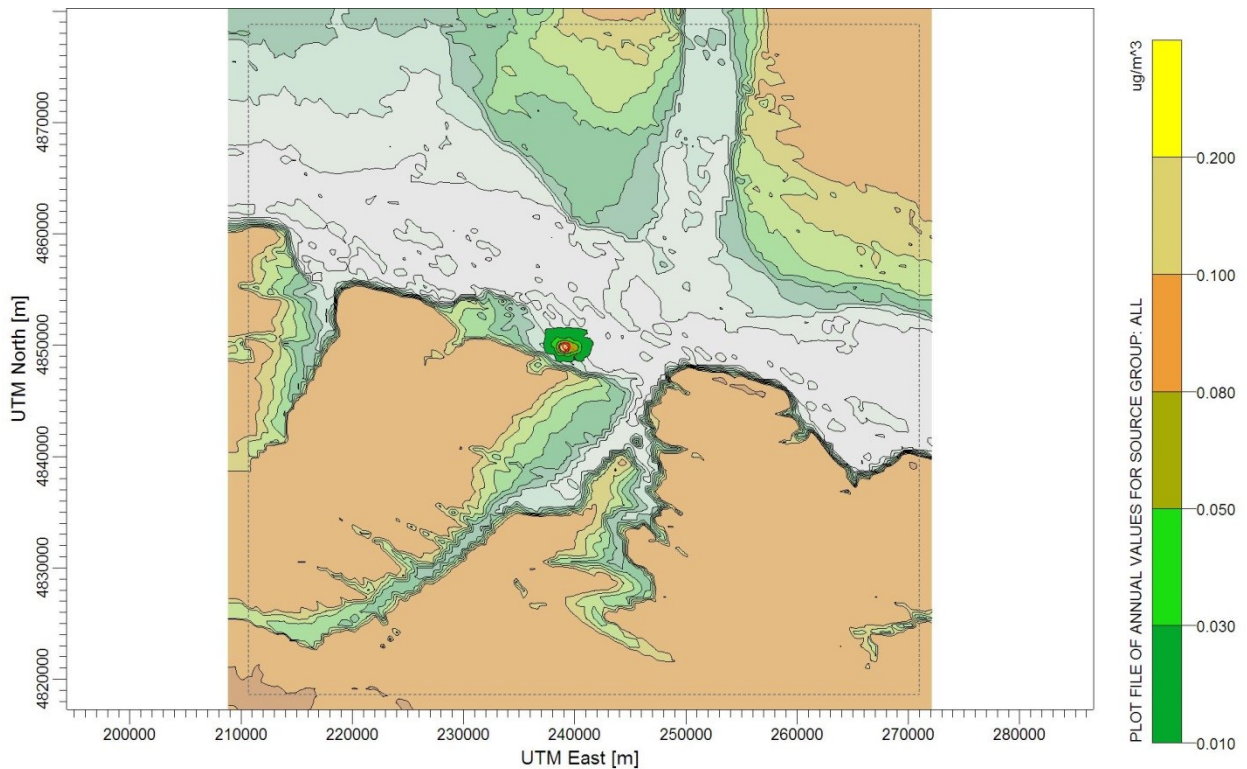 UTM North [m]
4870000
4860000
4850000
4840000
4830000
4820000
200000 210000 220000 230000 240000 250000 260000 270000 280000
UTM East [m]
PLOT FILE OF ANNUAL VALUES FOR SOURCE GROUP: ALL
ug/m^3
0.200
0.100
0.080
0.050
0.030
0.010